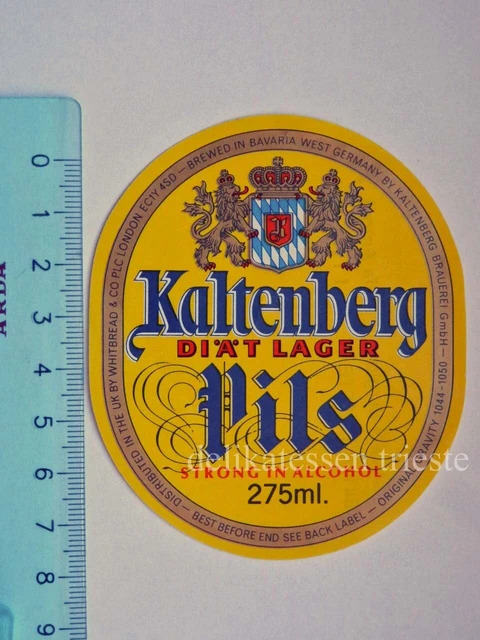 BREWED IN BAVARIA WEST GERMANY BY KALTENBERG BRAUEREI GmbH — ORIGINAL GRAVITY 1044-1050
DISTRIBUTED IN THE UK BY WHITBREAD & CO PLC LONDON EC1Y 4SD —
K
Kaltenberg
DIÄT LAGER
Pils
delikatessen trieste
STRONG IN ALCOHOL
275ml.
— BEST BEFORE END SEE BACK LABEL —
ARDA
0
1
2
3
4
5
6
7
8
9